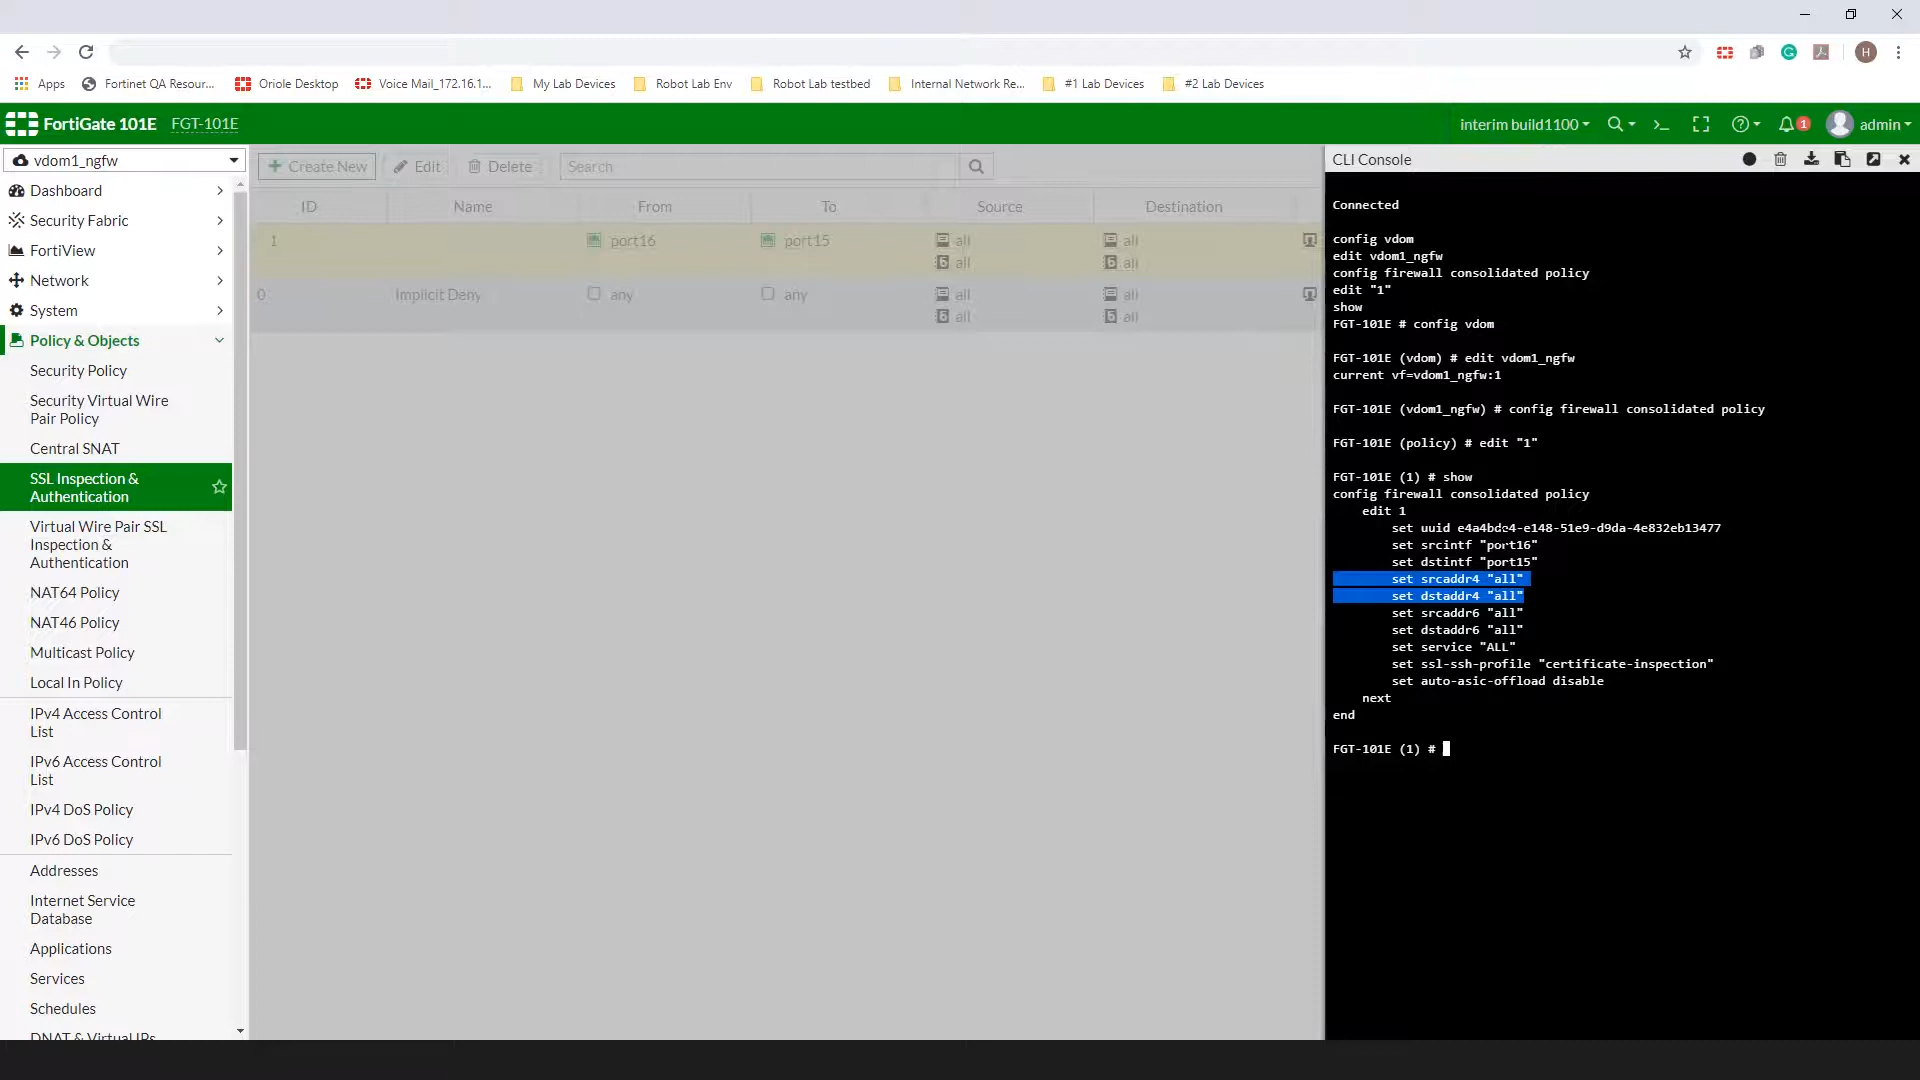 Apps
Fortinet QA Resour...
Oriole Desktop
Voice Mail_172.16.1...
My Lab Devices
Robot Lab Env
Robot Lab testbed
Internal Network Re...
#1 Lab Devices
#2 Lab Devices
H
FortiGate 101E FGT-101E
interim build1100
1
admin
vdom1_ngfw
Dashboard
Security Fabric
FortiView
Network
System
Policy & Objects
Security Policy
Security Virtual Wire
Pair Policy
Central SNAT
SSL Inspection &
Authentication
Virtual Wire Pair SSL
Inspection &
Authentication
NAT64 Policy
NAT46 Policy
Multicast Policy
Local In Policy
IPv4 Access Control
List
IPv6 Access Control
List
IPv4 DoS Policy
IPv6 DoS Policy
Addresses
Internet Service
Database
Applications
Services
Schedules
DNAT & Virtual IPs
Create New Edit Delete Search
ID Name From To Source Destination
1 port16 port15 all all
6 all 6 all
0 Implicit Deny any any all all
6 all 6 all
CLI Console
Connected
config vdom
edit vdom1_ngfw
config firewall consolidated policy
edit "1"
show
FGT-101E # config vdom
FGT-101E (vdom) # edit vdom1_ngfw
current vf=vdom1_ngfw:1
FGT-101E (vdom1_ngfw) # config firewall consolidated policy
FGT-101E (policy) # edit "1"
FGT-101E (1) # show
config firewall consolidated policy
edit 1
set uuid e4a4bde4-e148-51e9-d9da-4e832eb13477
set srcintf "port16"
set dstintf "port15"
set srcaddr4 "all"
set dstaddr4 "all"
set srcaddr6 "all"
set dstaddr6 "all"
set service "ALL"
set ssl-ssh-profile "certificate-inspection"
set auto-asic-offload disable
next
end
FGT-101E (1) #